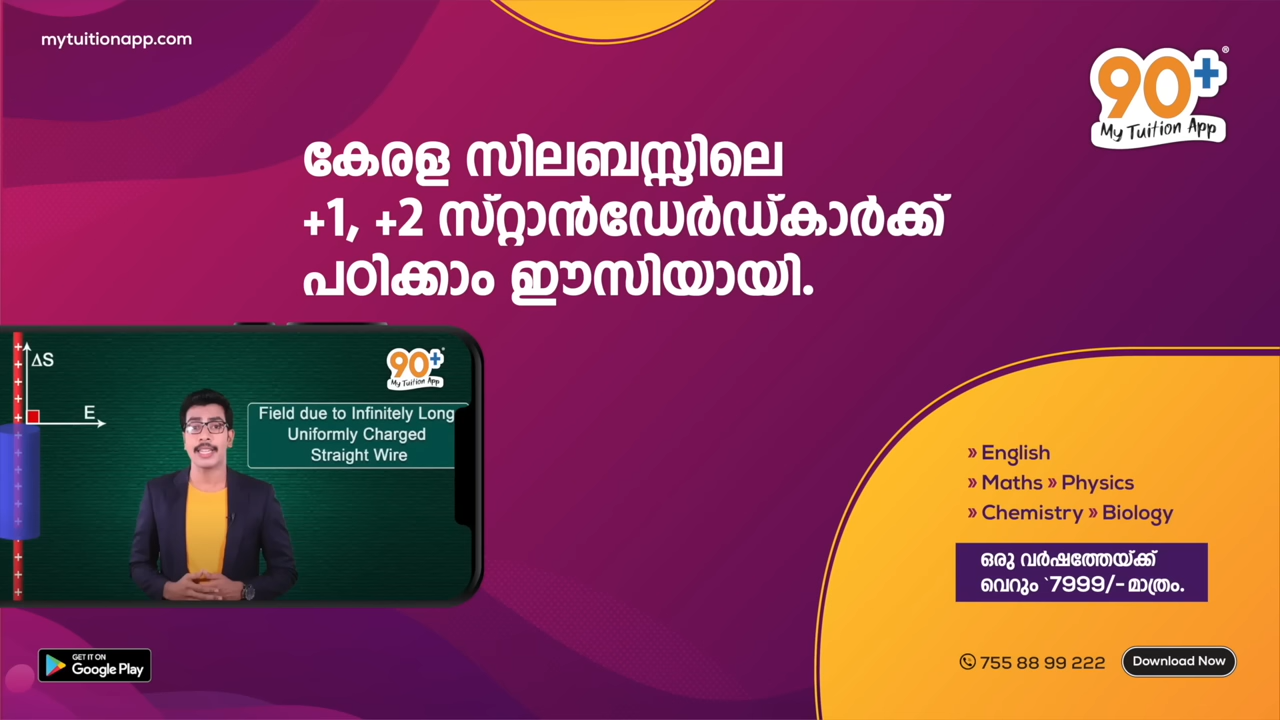 mytuitionapp.com
90+
My Tuition App
കേരള സിലബസ്സിലെ
+1, +2 സ്റ്റാൻഡേർഡ്കാർക്ക്
പഠിക്കാം ഈസിയായി.
ΔS
E
90+
My Tuition App
Field due to Infinitely Long
Uniformly Charged
Straight Wire
» English
» Maths » Physics
» Chemistry » Biology
ഒരു വർഷത്തേയ്ക്ക്
വെറും `7999/- മാത്രം.
GET IT ON
Google Play
755 88 99 222
Download Now